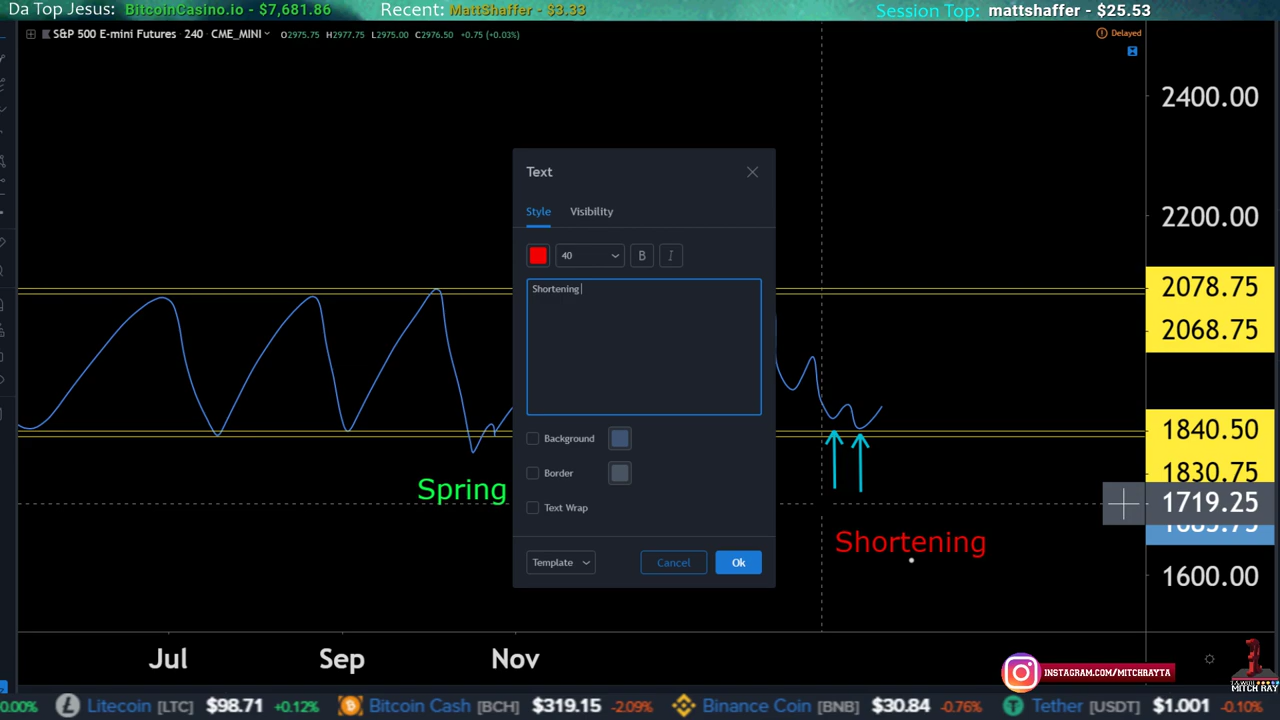 Da Top Jesus: BitcoinCasino.io - $7,681.86
Recent: MattShaffer - $3.33
Session Top: mattshaffer - $25.53
S&P 500 E-mini Futures · 240 · CME_MINI
O2975.75 H2977.75 L2975.00 C2976.50 +0.75 (+0.03%)
Delayed
2400.00
2200.00
2078.75
2068.75
1840.50
1830.75
1719.25
1600.00
Text
Style
Visibility
40
B
I
Shortening
Background
Border
Text Wrap
Template
Cancel
Ok
Spring
Shortening
Jul
Sep
Nov
INSTAGRAM.COM/MITCHRAYTA
MITCH RAY
0.00%
Litecoin [LTC] $98.71 +0.12%
Bitcoin Cash [BCH] $319.15 -2.09%
Binance Coin [BNB] $30.84 -0.76%
Tether [USDT] $1.001 -0.10%